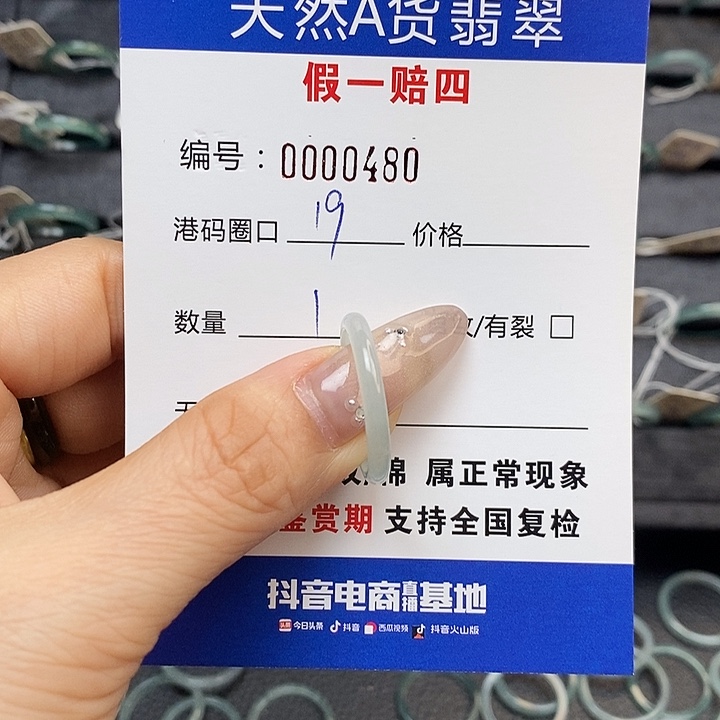 天然A货翡翠
假一赔四
编号：0000480
港码圈口 19 价格
数量 1 /有裂 □
棉 属正常现象
鉴赏期 支持全国复检
抖音电商直播基地
头条 今日头条 抖音 西瓜视频 抖音火山版